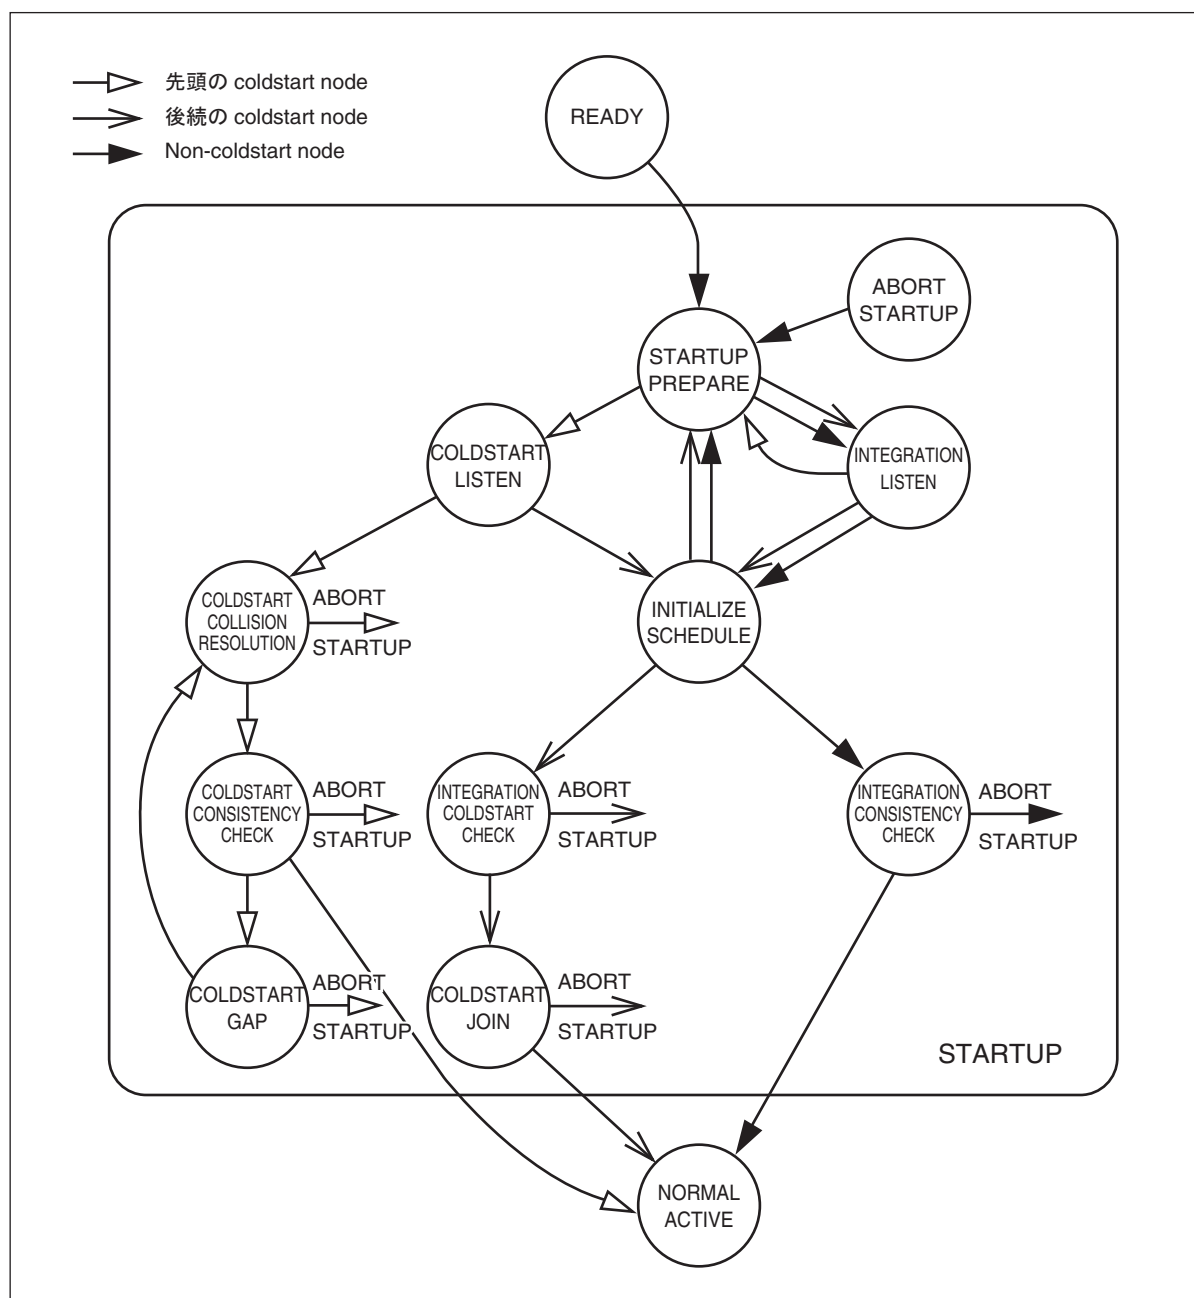 先頭の coldstart node
後続の coldstart node
Non-coldstart node
READY
ABORT
STARTUP
STARTUP
PREPARE
COLDSTART
LISTEN
INTEGRATION
LISTEN
COLDSTART
COLLISION
RESOLUTION
ABORT
STARTUP
INITIALIZE
SCHEDULE
COLDSTART
CONSISTENCY
CHECK
ABORT
STARTUP
INTEGRATION
COLDSTART
CHECK
ABORT
STARTUP
INTEGRATION
CONSISTENCY
CHECK
ABORT
STARTUP
COLDSTART
GAP
ABORT
STARTUP
COLDSTART
JOIN
ABORT
STARTUP
STARTUP
NORMAL
ACTIVE